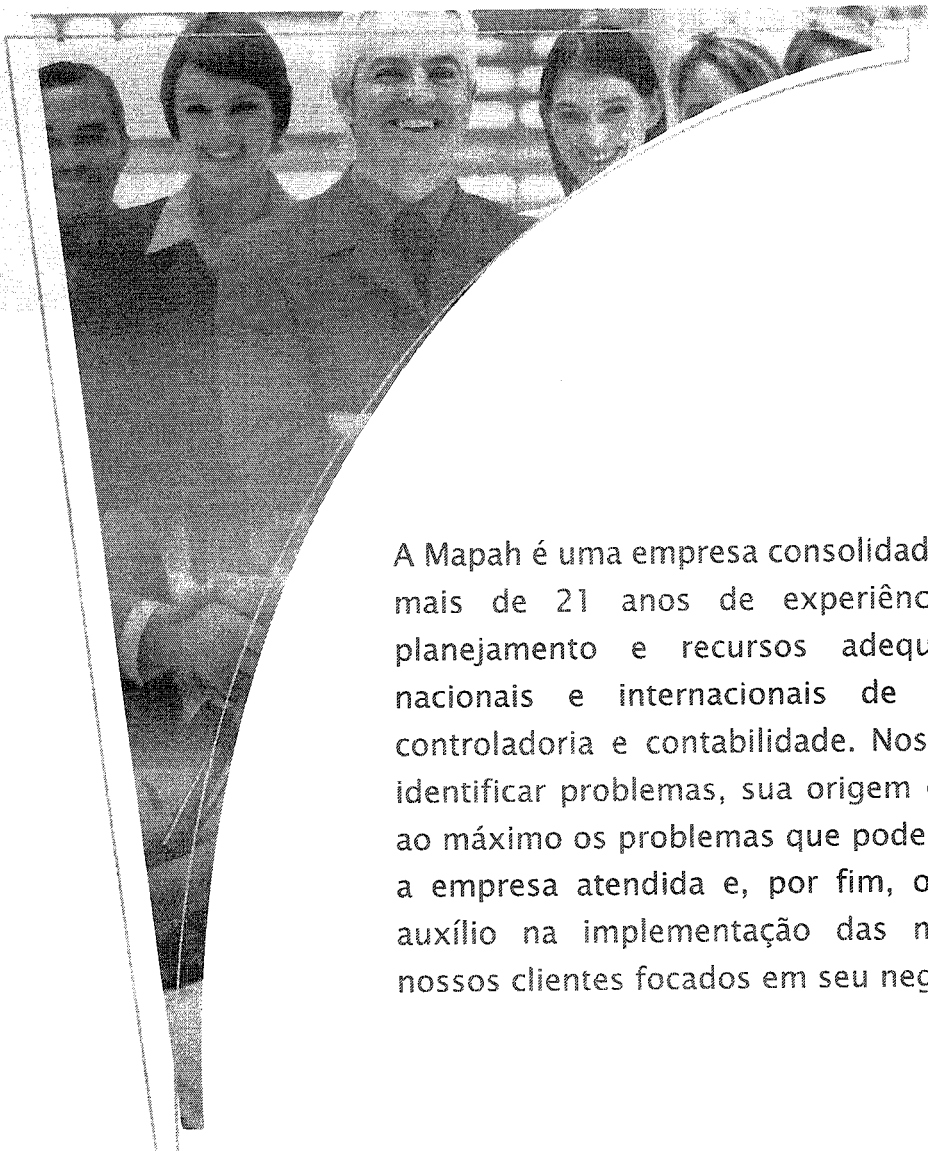 A Mapah é uma empresa consolidad
mais de 21 anos de experiênc
planejamento e recursos adequ
nacionais e internacionais de
controladoria e contabilidade. Nos
identificar problemas, sua origem
ao máximo os problemas que pode
a empresa atendida e, por fim, o
auxílio na implementação das
nossos clientes focados em seu neg